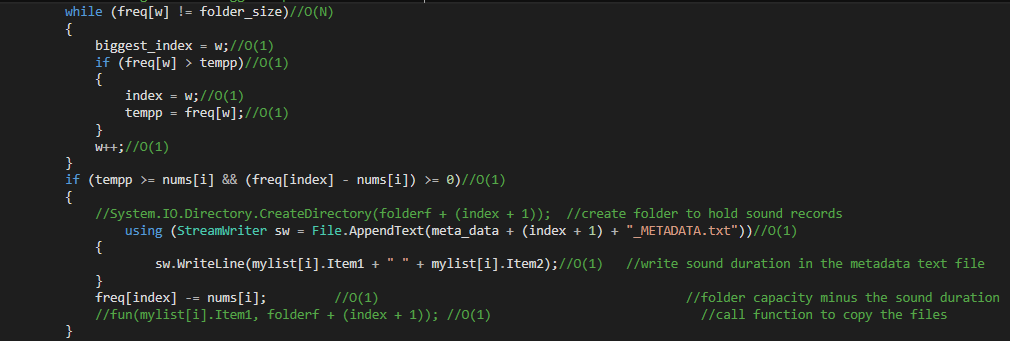 while (freq[w] != folder_size)//O(N)
{
biggest_index = w;//O(1)
if (freq[w] > tempp)//O(1)
{
index = w;//O(1)
tempp = freq[w];//O(1)
}
w++;//O(1)
}
if (tempp >= nums[i] && (freq[index] - nums[i]) >= 0)//O(1)
{
//System.IO.Directory.CreateDirectory(folderf + (index + 1)); //create folder to hold sound records
using (StreamWriter sw = File.AppendText(meta_data + (index + 1) + "_METADATA.txt"))//O(1)
{
sw.WriteLine(mylist[i].Item1 + " " + mylist[i].Item2);//O(1) //write sound duration in the metadata text file
}
freq[index] -= nums[i]; //O(1) //folder capacity minus the sound duration
//fun(mylist[i].Item1, folderf + (index + 1)); //O(1) //call function to copy the files
}